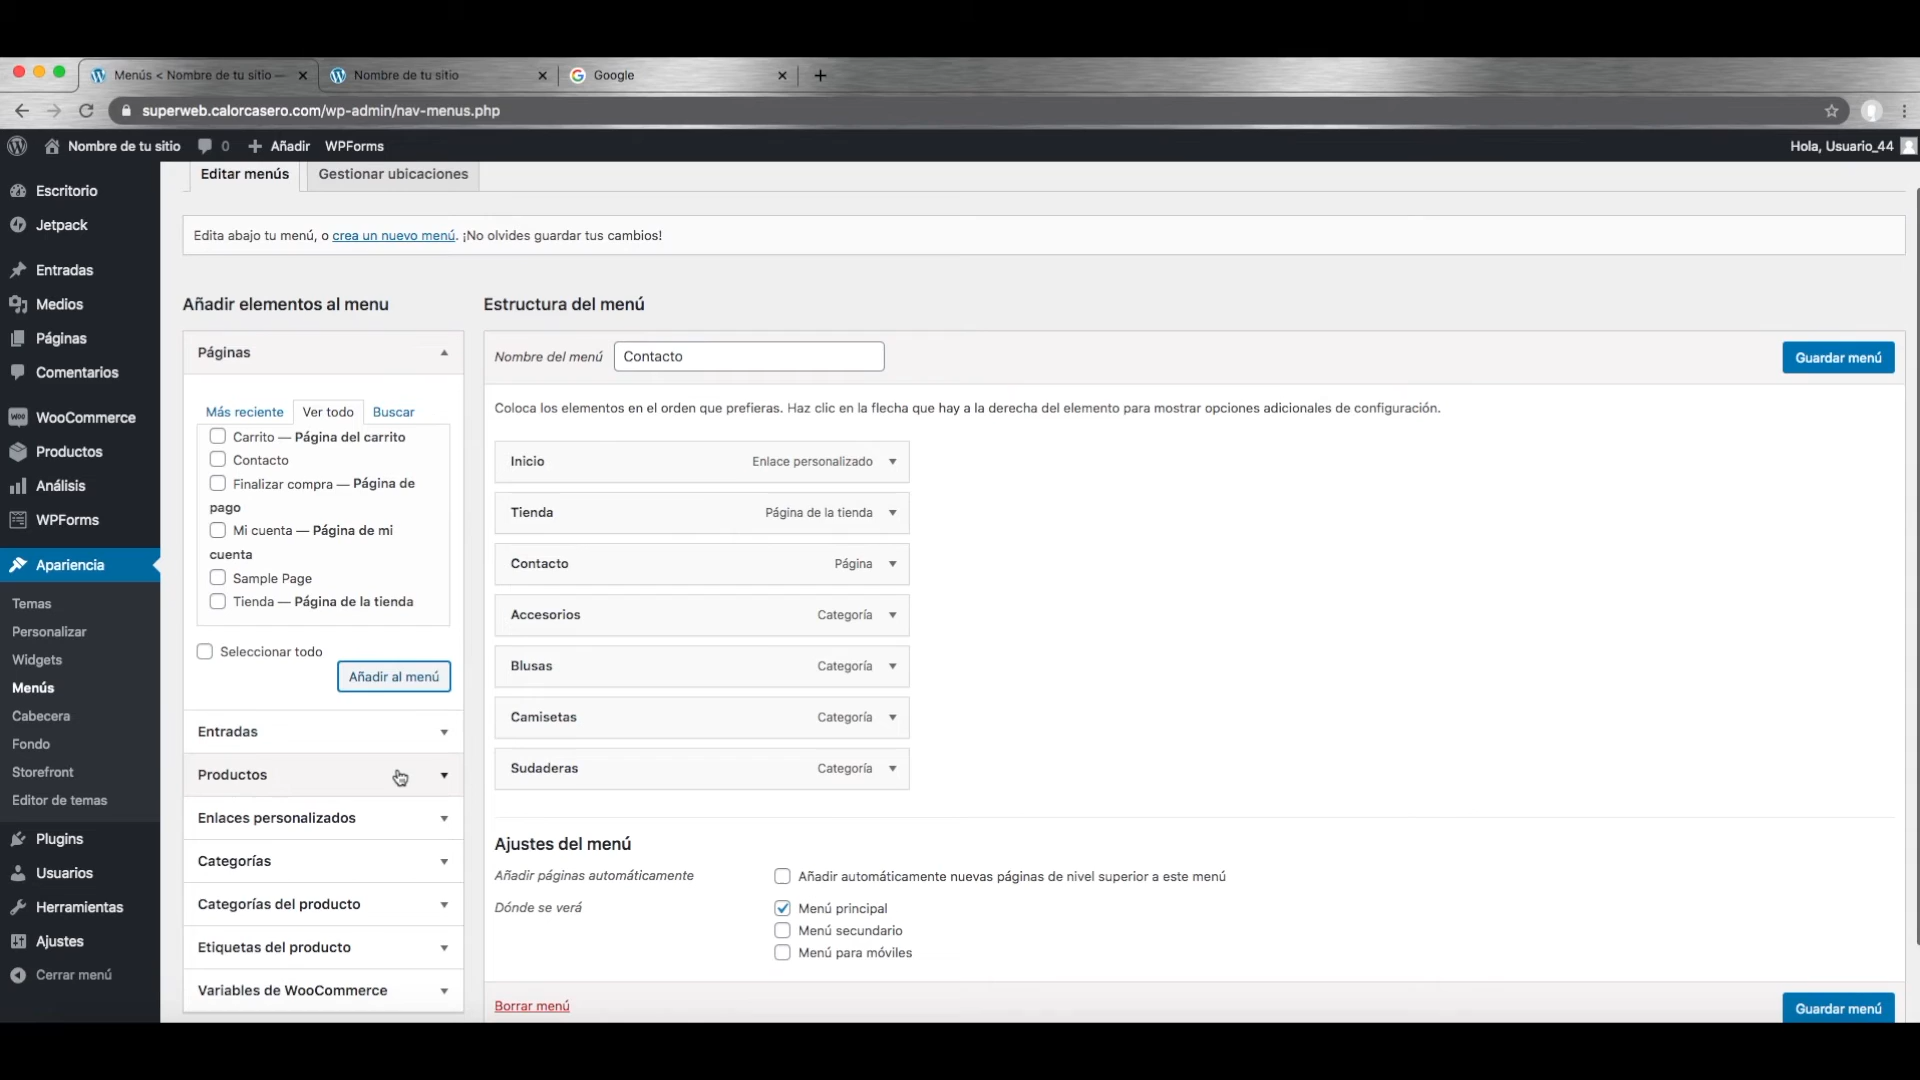 Menús < Nombre de tu sitio —
Nombre de tu sitio
Google
superweb.calorcasero.com/wp-admin/nav-menus.php
Nombre de tu sitio
0
Añadir
WPForms
Hola, Usuario_44
Escritorio
Jetpack
Entradas
Medios
Páginas
Comentarios
WooCommerce
Productos
Análisis
WPForms
Apariencia
Temas
Personalizar
Widgets
Menús
Cabecera
Fondo
Storefront
Editor de temas
Plugins
Usuarios
Herramientas
Ajustes
Cerrar menú
Editar menús
Gestionar ubicaciones
Edita abajo tu menú, o crea un nuevo menú. ¡No olvides guardar tus cambios!
Añadir elementos al menu
Páginas
Más reciente
Ver todo
Buscar
Carrito — Página del carrito
Contacto
Finalizar compra — Página de
pago
Mi cuenta — Página de mi
cuenta
Sample Page
Tienda — Página de la tienda
Seleccionar todo
Añadir al menú
Entradas
Productos
Enlaces personalizados
Categorías
Categorías del producto
Etiquetas del producto
Variables de WooCommerce
Estructura del menú
Nombre del menú
Contacto
Guardar menú
Coloca los elementos en el orden que prefieras. Haz clic en la flecha que hay a la derecha del elemento para mostrar opciones adicionales de configuración.
Inicio
Enlace personalizado
Tienda
Página de la tienda
Contacto
Página
Accesorios
Categoría
Blusas
Categoría
Camisetas
Categoría
Sudaderas
Categoría
Ajustes del menú
Añadir páginas automáticamente
Añadir automáticamente nuevas páginas de nivel superior a este menú
Dónde se verá
Menú principal
Menú secundario
Menú para móviles
Borrar menú
Guardar menú